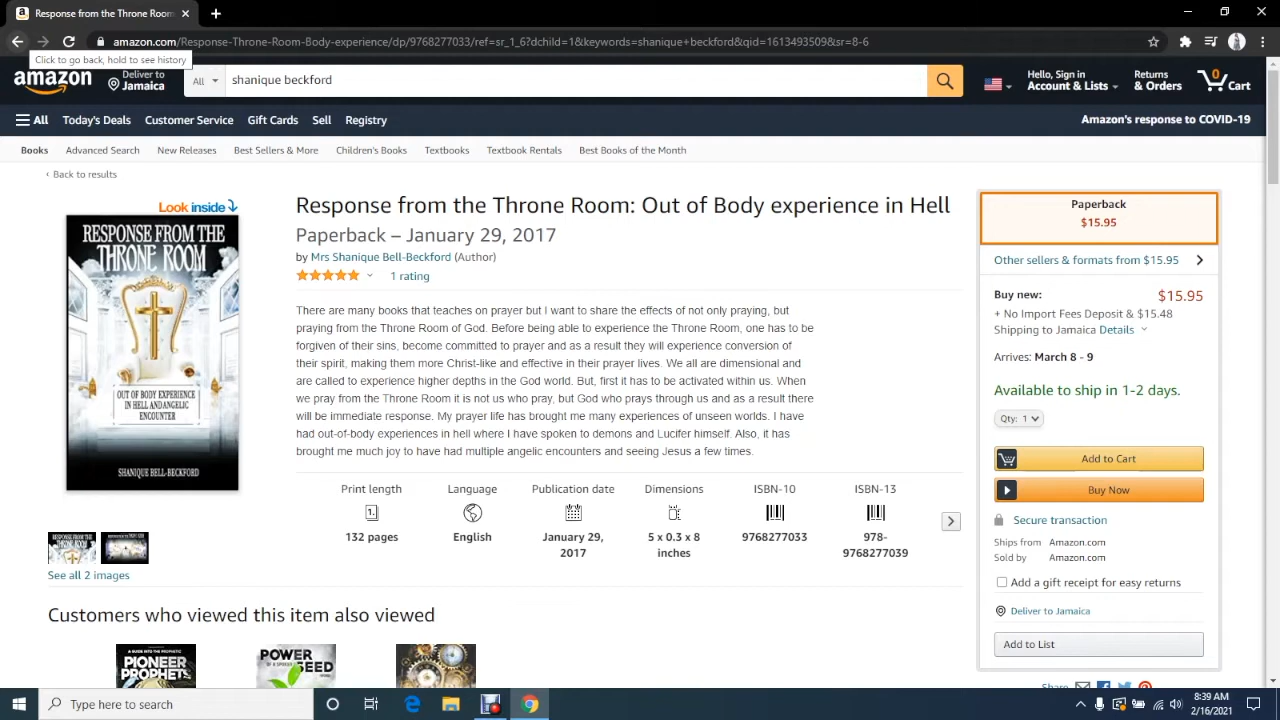 Amazon.com: Response from the
amazon.com/Response-Throne-Room-Body-experience/dp/9768277033/ref=sr_1_6?dchild=1&keywords=shanique+beckford&qid=1613493509&sr=8-6
Click to go back, hold to see history
amazon
Deliver to
Jamaica
All
shanique beckford
Hello, Sign in
Account & Lists
Returns
& Orders
0
Cart
All
Today's Deals
Customer Service
Gift Cards
Sell
Registry
Amazon's response to COVID-19
Books
Advanced Search
New Releases
Best Sellers & More
Children's Books
Textbooks
Textbook Rentals
Best Books of the Month
‹ Back to results
Look inside
RESPONSE FROM THE
THRONE ROOM
OUT OF BODY EXPERIENCE
IN HELL AND ANGELIC
ENCOUNTER
SHANIQUE BELL-BECKFORD
See all 2 images
Response from the Throne Room: Out of Body experience in Hell
Paperback – January 29, 2017
by Mrs Shanique Bell-Beckford (Author)
1 rating
There are many books that teaches on prayer but I want to share the effects of not only praying, but
praying from the Throne Room of God. Before being able to experience the Throne Room, one has to be
forgiven of their sins, become committed to prayer and as a result they will experience conversion of
their spirit, making them more Christ-like and effective in their prayer lives. We all are dimensional and
are called to experience higher depths in the God world. But, first it has to be activated within us. When
we pray from the Throne Room it is not us who pray, but God who prays through us and as a result there
will be immediate response. My prayer life has brought me many experiences of unseen worlds. I have
had out-of-body experiences in hell where I have spoken to demons and Lucifer himself. Also, it has
brought me much joy to have had multiple angelic encounters and seeing Jesus a few times.
Print length
132 pages
Language
English
Publication date
January 29,
2017
Dimensions
5 x 0.3 x 8
inches
ISBN-10
9768277033
ISBN-13
978-
9768277039
Paperback
$15.95
Other sellers & formats from $15.95
Buy new:
$15.95
+ No Import Fees Deposit & $15.48
Shipping to Jamaica Details
Arrives: March 8 - 9
Available to ship in 1-2 days.
Qty: 1
Add to Cart
Buy Now
Secure transaction
Ships from Amazon.com
Sold by Amazon.com
Add a gift receipt for easy returns
Deliver to Jamaica
Add to List
Share
Customers who viewed this item also viewed
A GUIDE INTO THE PROPHETIC
PIONEER
PROPHETS
POWER
SEED
Type here to search
8:39 AM
2/16/2021